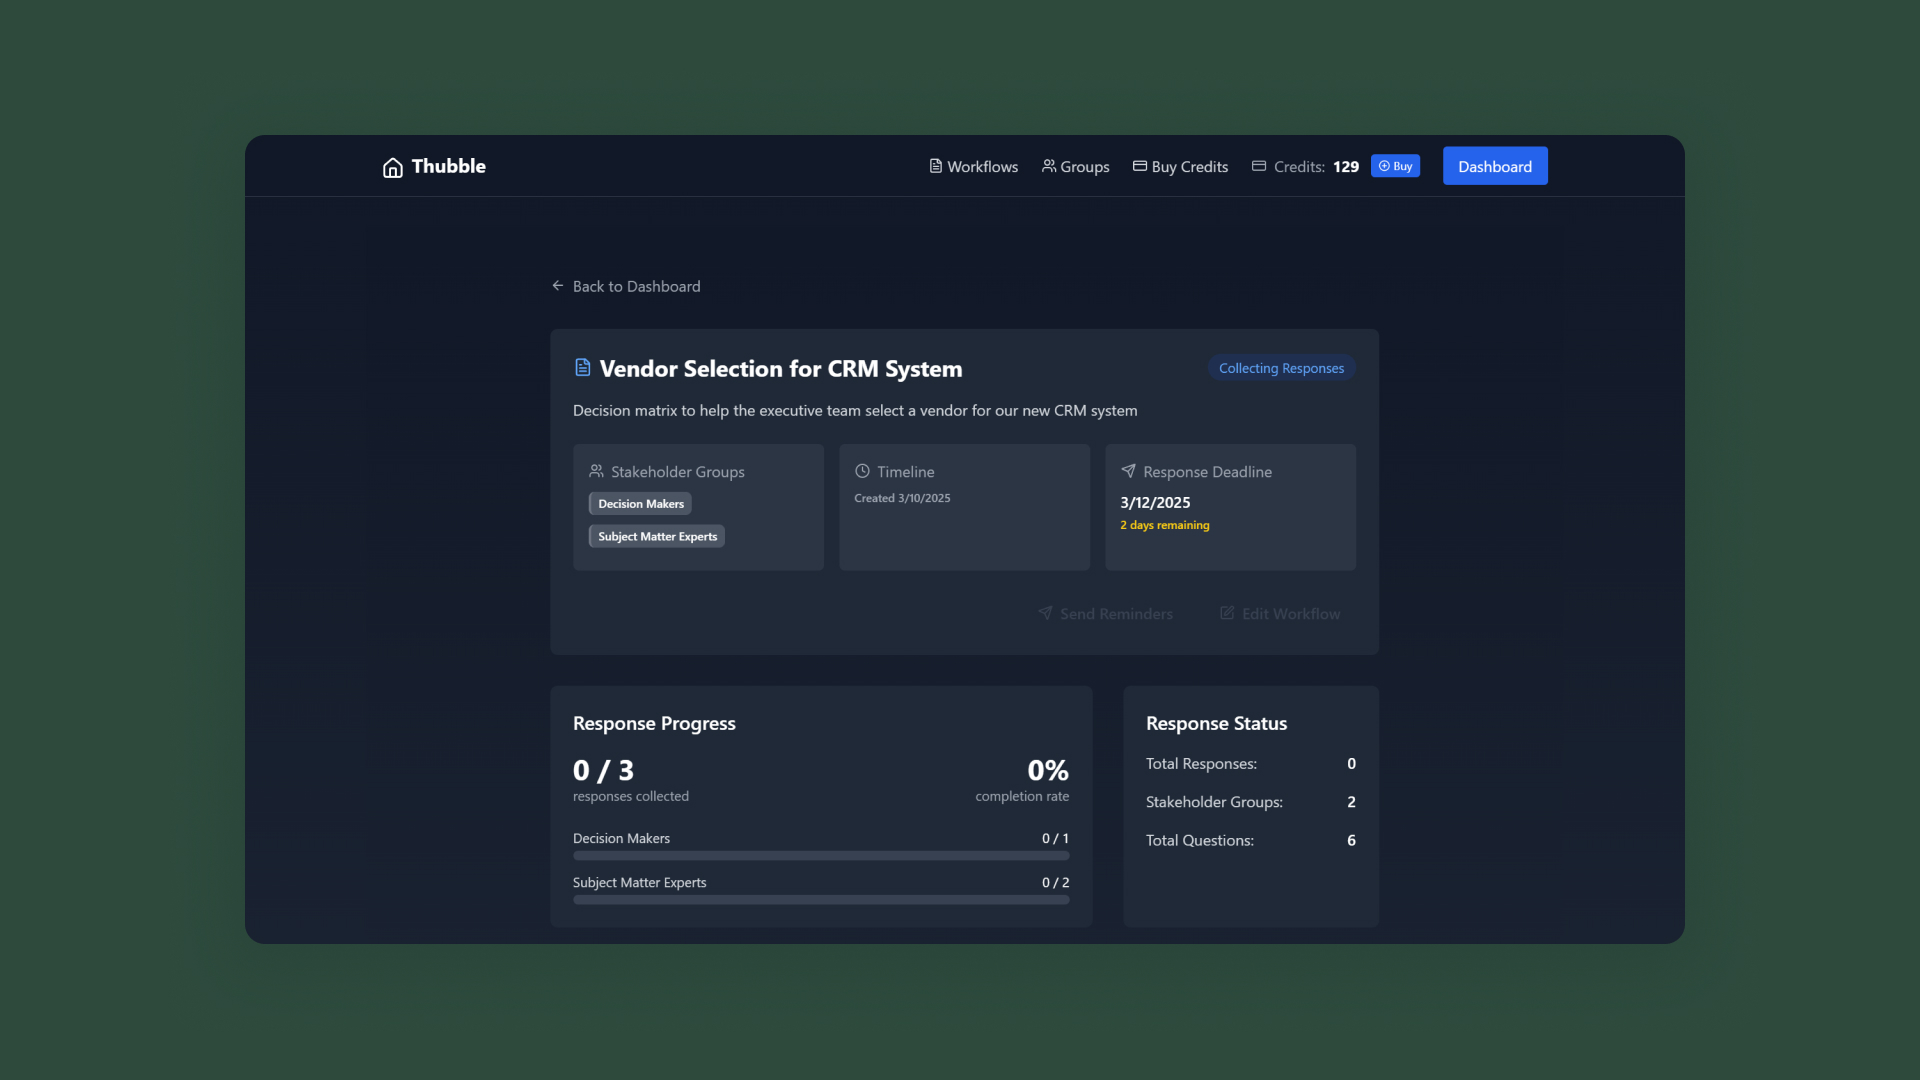 Thubble
Workflows Groups Buy Credits Credits: 129 Buy Dashboard
Back to Dashboard
Vendor Selection for CRM System
Collecting Responses
Decision matrix to help the executive team select a vendor for our new CRM system
Stakeholder Groups
Decision Makers
Subject Matter Experts
Timeline
Created 3/10/2025
Response Deadline
3/12/2025
2 days remaining
Send Reminders
Edit Workflow
Response Progress
0 / 3
responses collected
0%
completion rate
Decision Makers 0 / 1
Subject Matter Experts 0 / 2
Response Status
Total Responses: 0
Stakeholder Groups: 2
Total Questions: 6